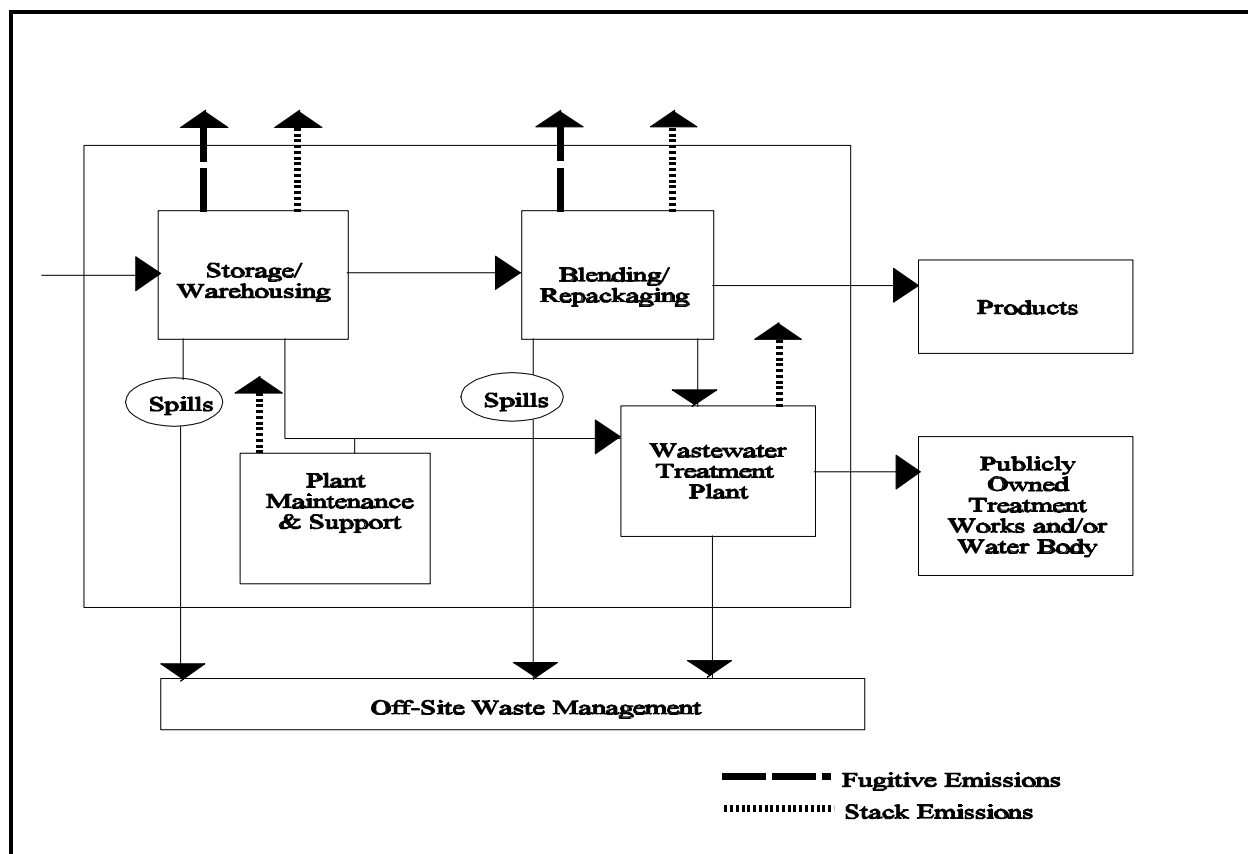 Storage/
Warehousing
Blending/
Repackaging
Products
Spills
Spills
Plant
Maintenance
& Support
Wastewater
Treatment
Plant
Publicly
Owned
Treatment
Works and/or
Water Body
Off-Site Waste Management
Fugitive Emissions
Stack Emissions